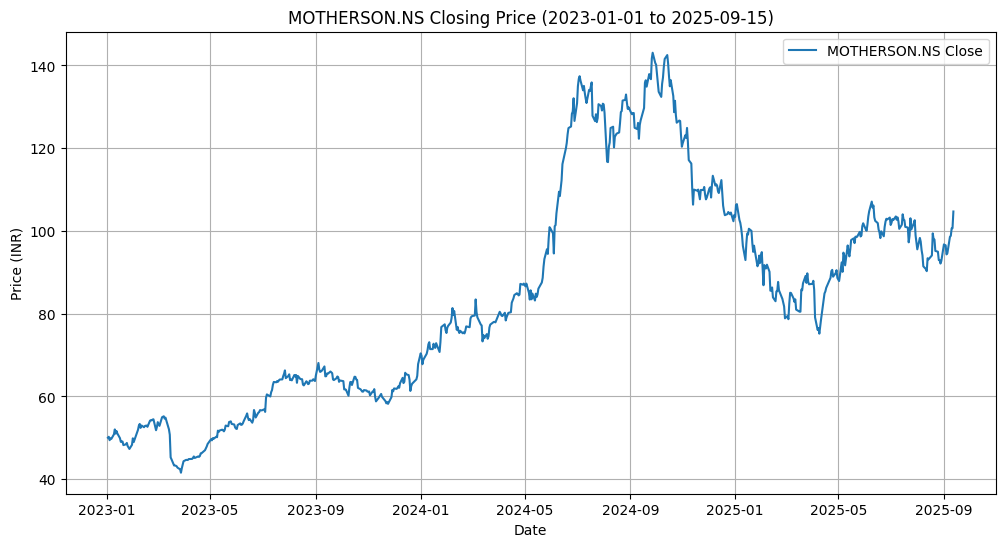 MOTHERSON.NS Closing Price (2023-01-01 to 2025-09-15)
MOTHERSON.NS Close
Price (INR)
140
120
100
80
60
40
2023-01 2023-05 2023-09 2024-01 2024-05 2024-09 2025-01 2025-05 2025-09
Date